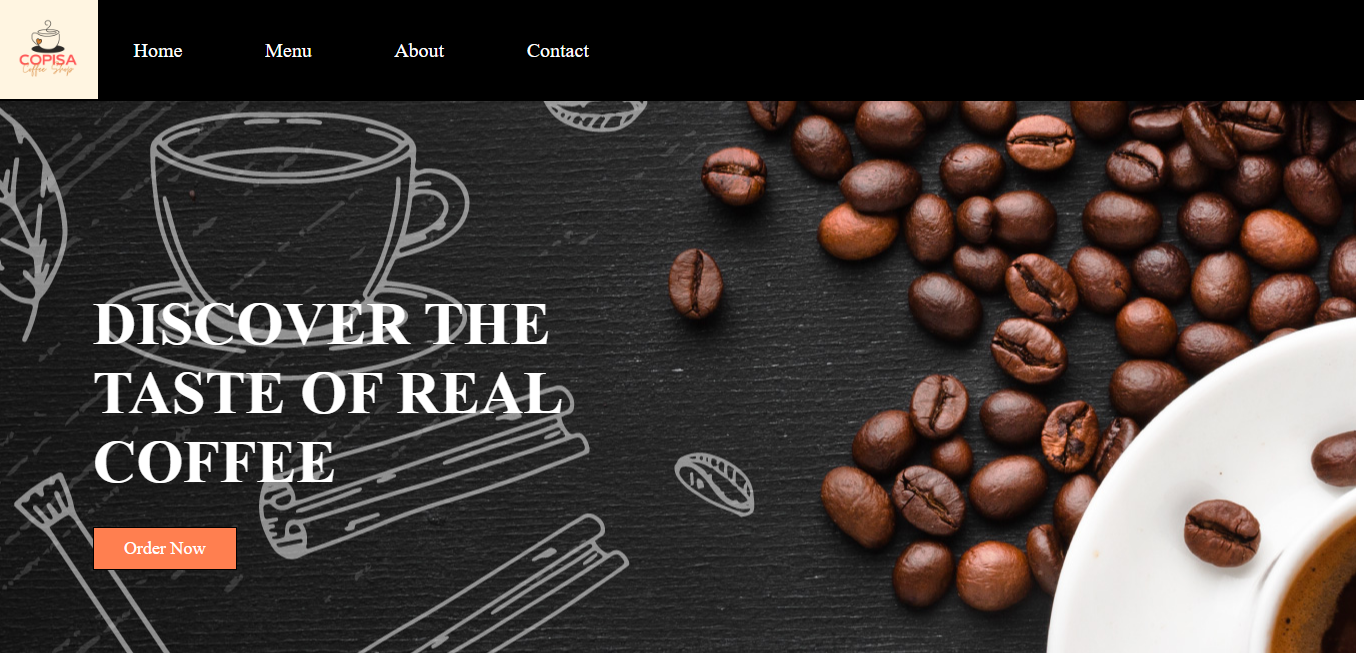 COPISA
Coffee Shop
Home
Menu
About
Contact
DISCOVER THE
TASTE OF REAL
COFFEE
Order Now